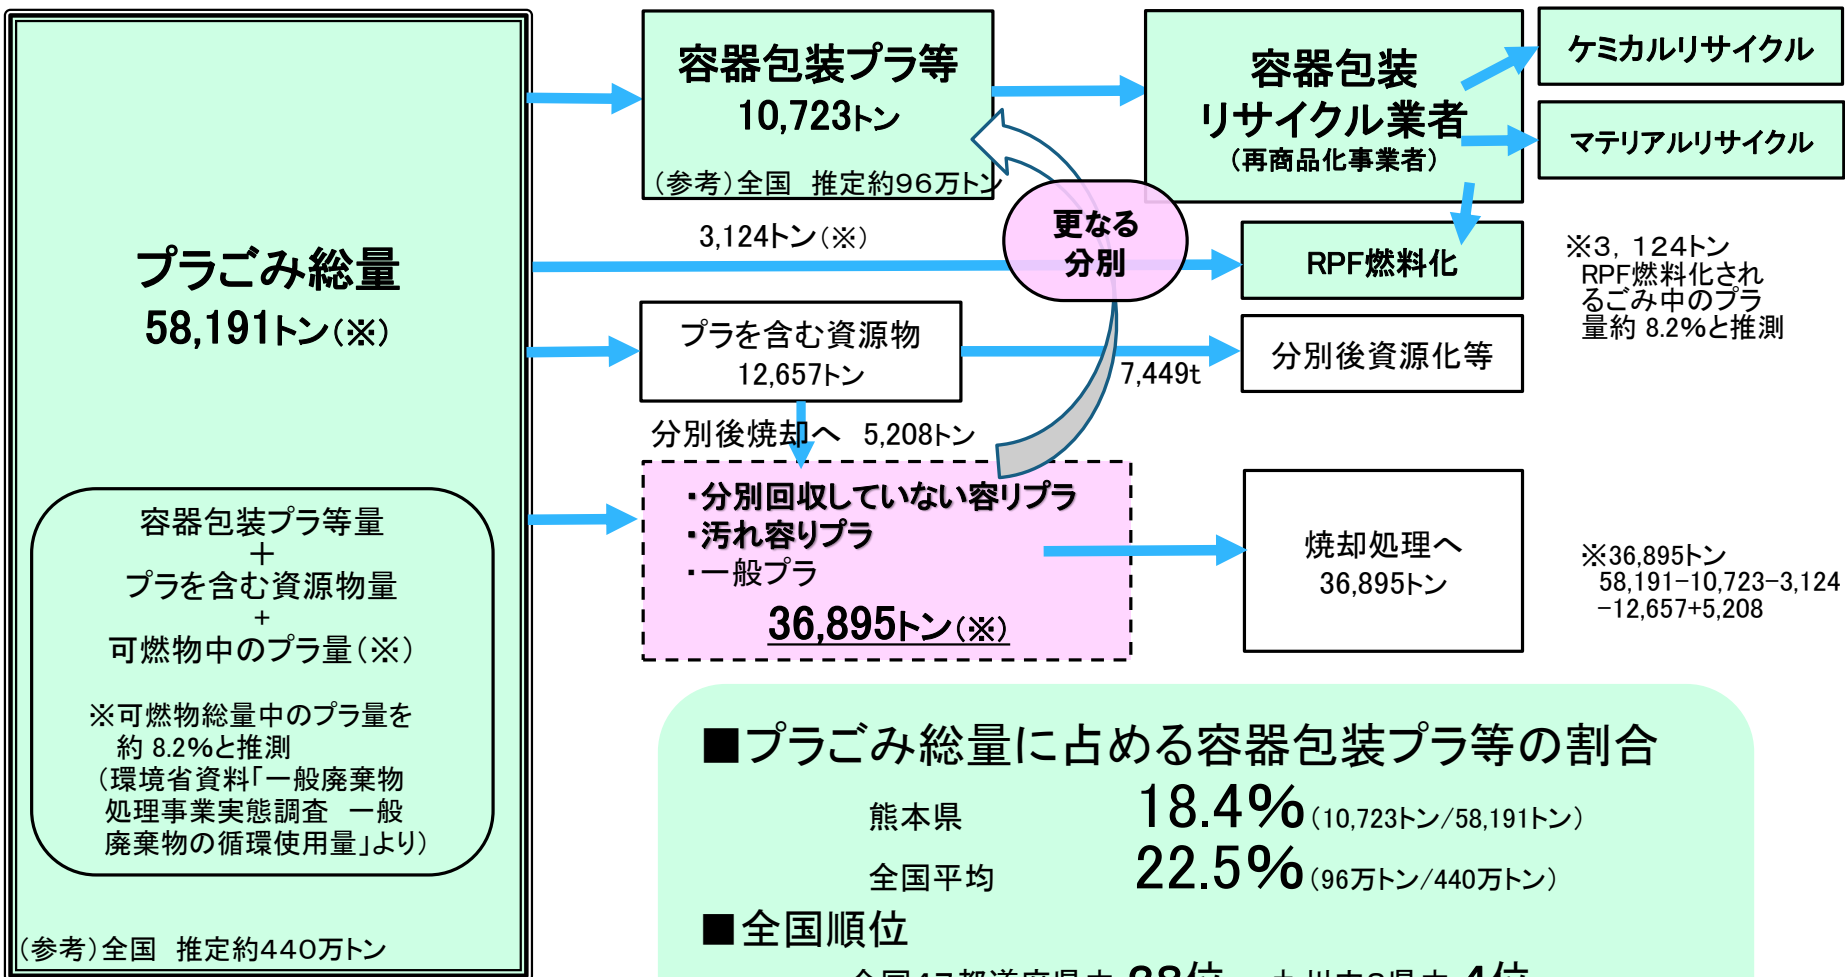 プラごみ総量
58,191トン(※)
容器包装プラ等量
＋
プラを含む資源物量
+
可燃物中のプラ量(※)
※可燃物総量中のプラ量を
約 8.2%と推測
(環境省資料「一般廃棄物
処理事業実態調査　一般
廃棄物の循環使用量」より)
(参考)全国　推定約440万トン
容器包装プラ等
10,723トン
(参考)全国　推定約96万トン
容器包装
リサイクル業者
(再商品化事業者)
ケミカルリサイクル
マテリアルリサイクル
3,124トン(※)
更なる
分別
RPF燃料化
※3，124トン
RPF燃料化され
るごみ中のプラ
量約 8.2%と推測
プラを含む資源物
12,657トン
7,449t
分別後資源化等
分別後焼却へ　5,208トン
・分別回収していない容リプラ
・汚れ容リプラ
・一般プラ
36,895トン(※)
焼却処理へ
36,895トン
※36,895トン
58,191−10,723−3,124
−12,657+5,208
■プラごみ総量に占める容器包装プラ等の割合
熊本県　18.4%(10,723トン/58,191トン)
全国平均　22.5%(96万トン/440万トン)
■全国順位